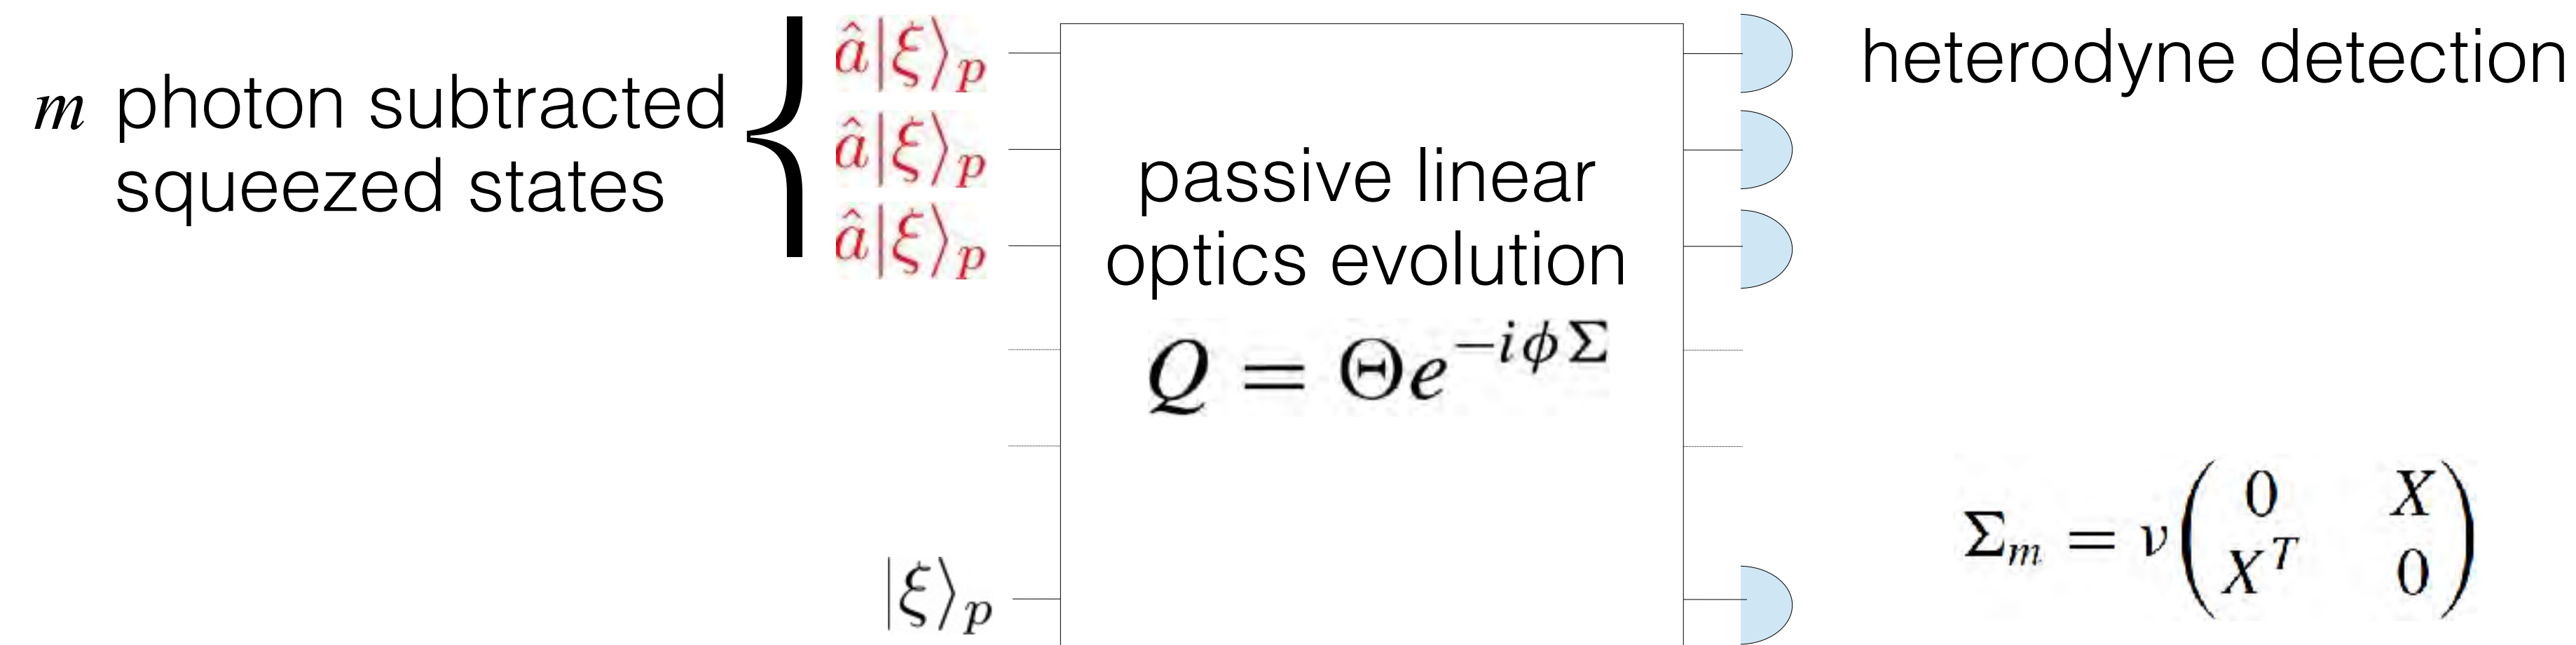 m photon subtracted
squeezed states
â|ξ⟩p
â|ξ⟩p
â|ξ⟩p
|ξ⟩p
passive linear
optics evolution
Q = Θe^{−iϕΣ}
heterodyne detection
Σm = ν(0 X
X^T 0)